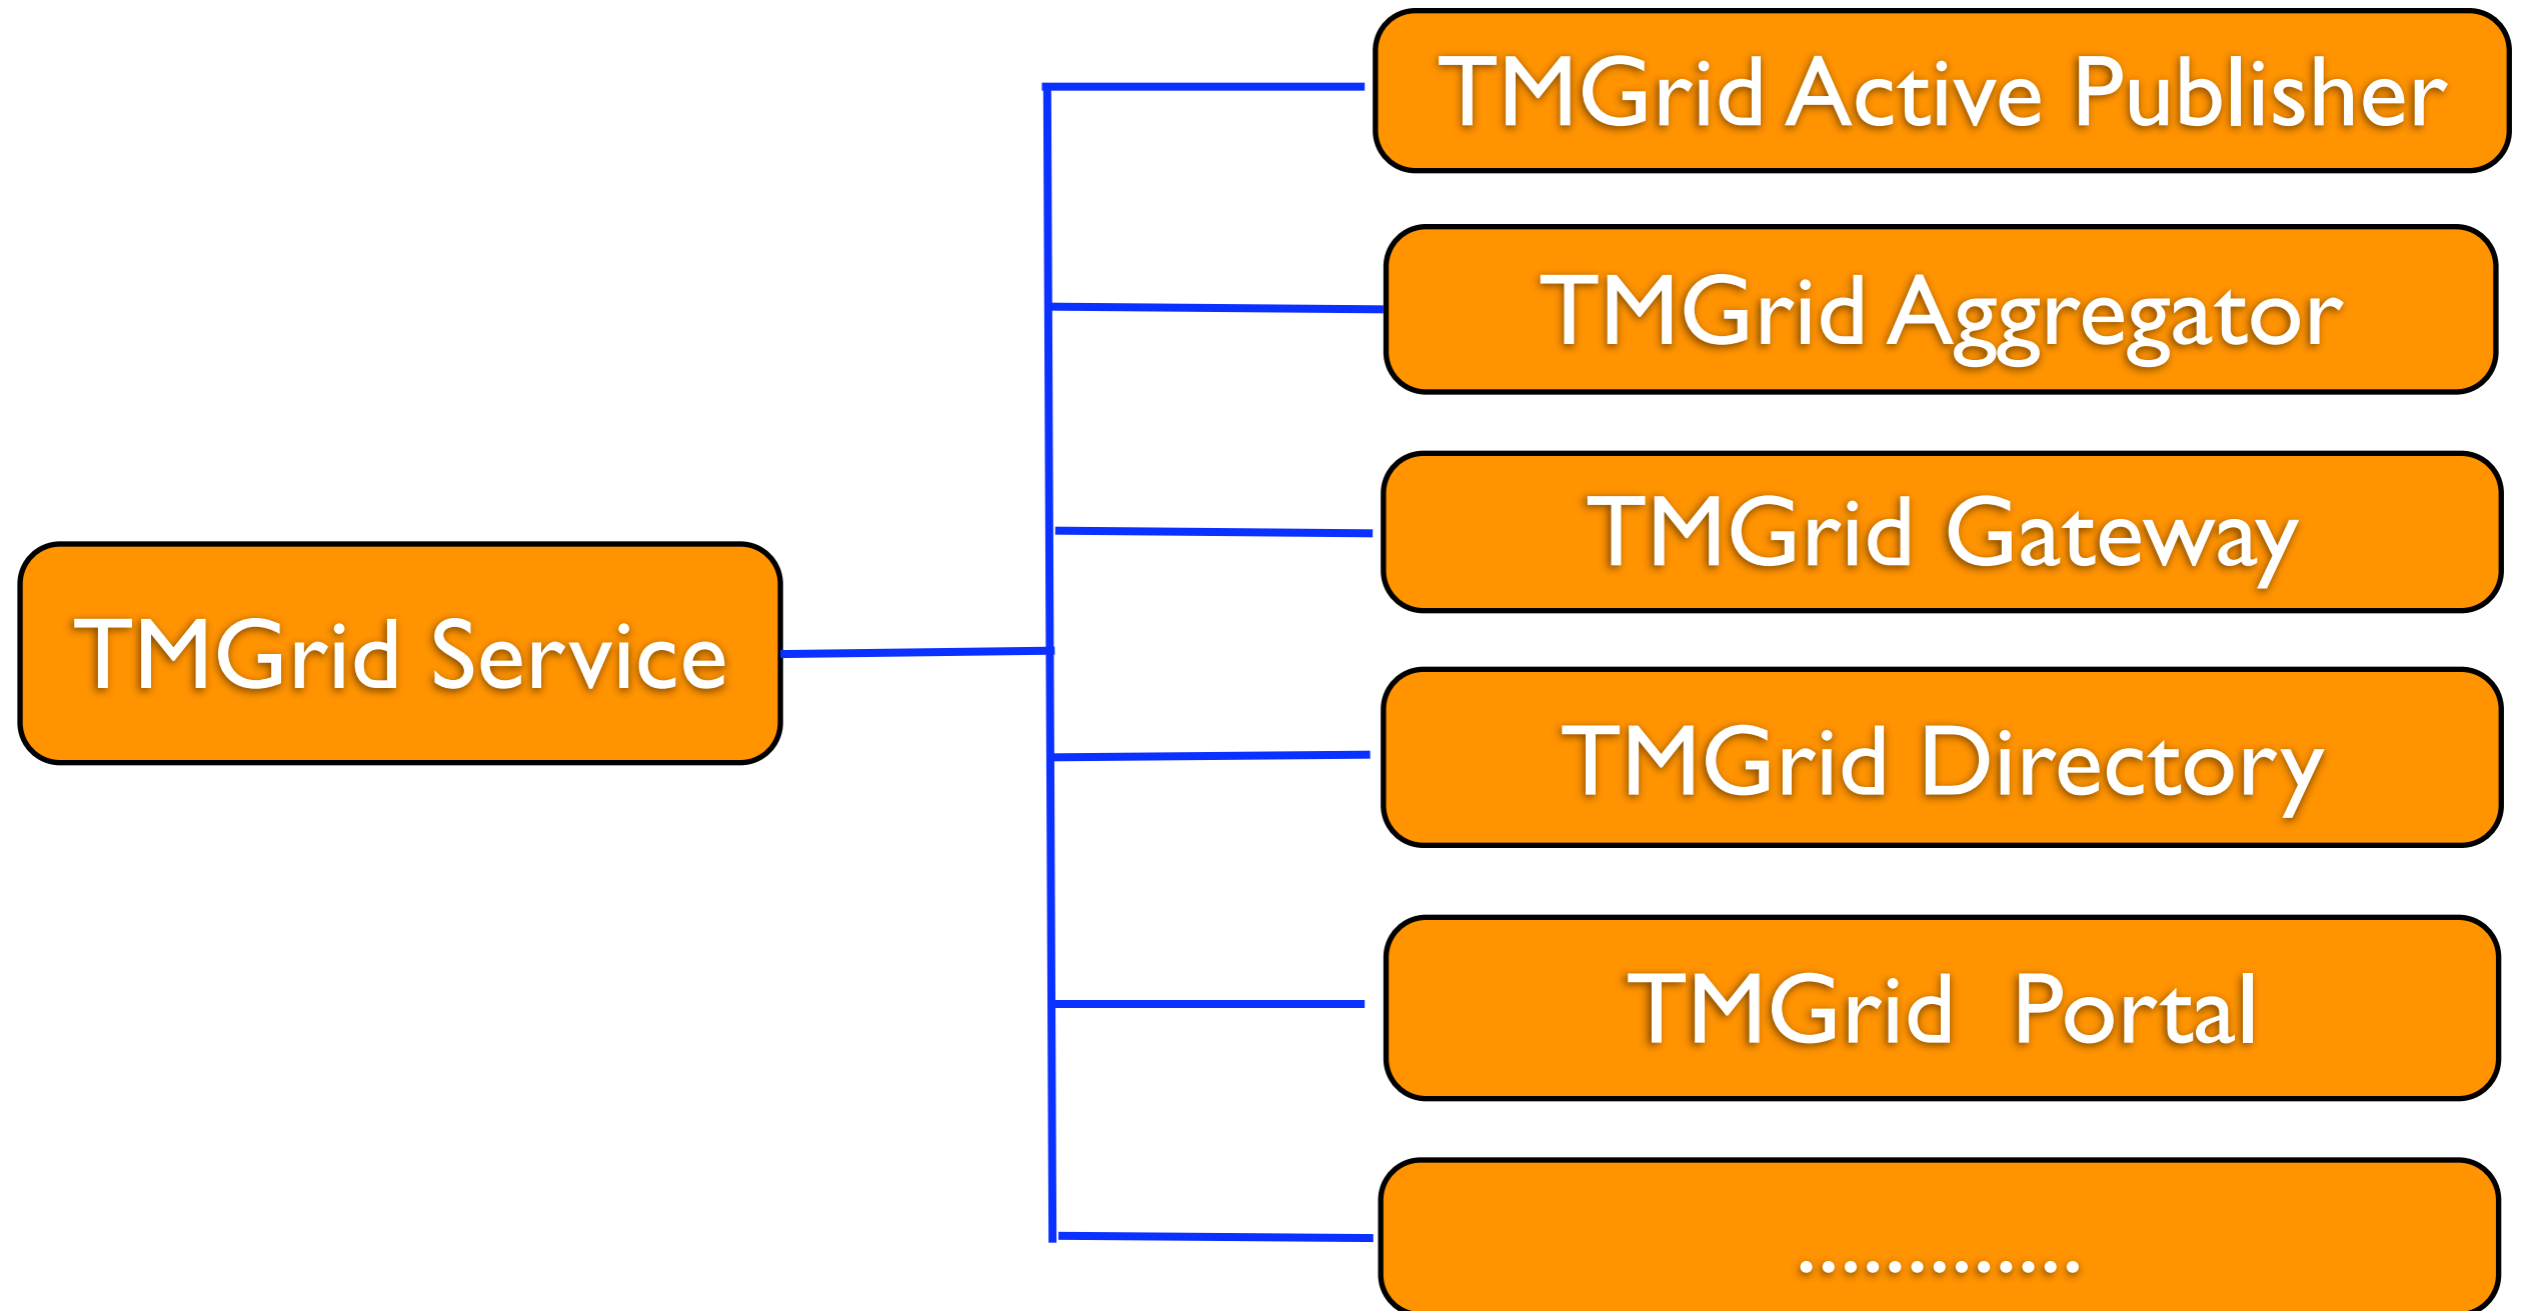 TMGrid Active Publisher
TMGrid Aggregator
TMGrid Gateway
TMGrid Service
TMGrid Directory
TMGrid  Portal
.............